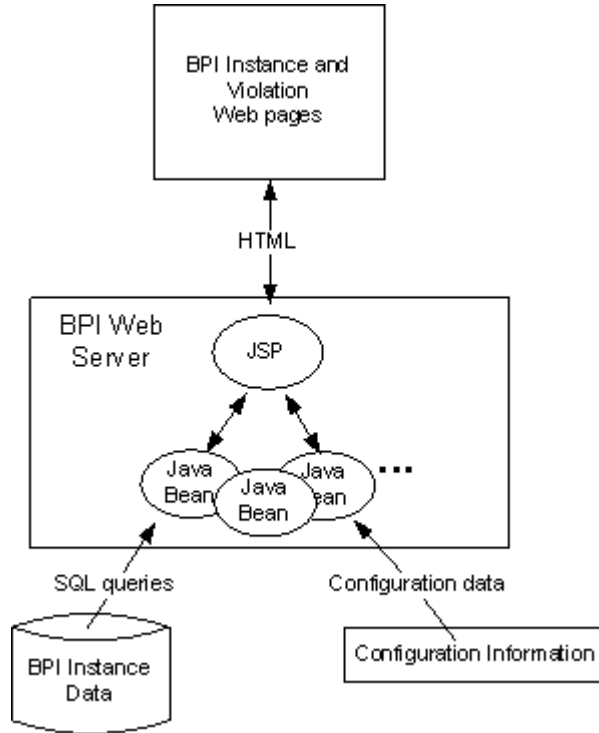 BPI Instance and
Violation
Web pages
HTML
BPI Web
Server
JSP
Java
Bean
Java
Bean
Java
ean
...
SQL queries
Configuration data
BPI Instance
Data
Configuration Information